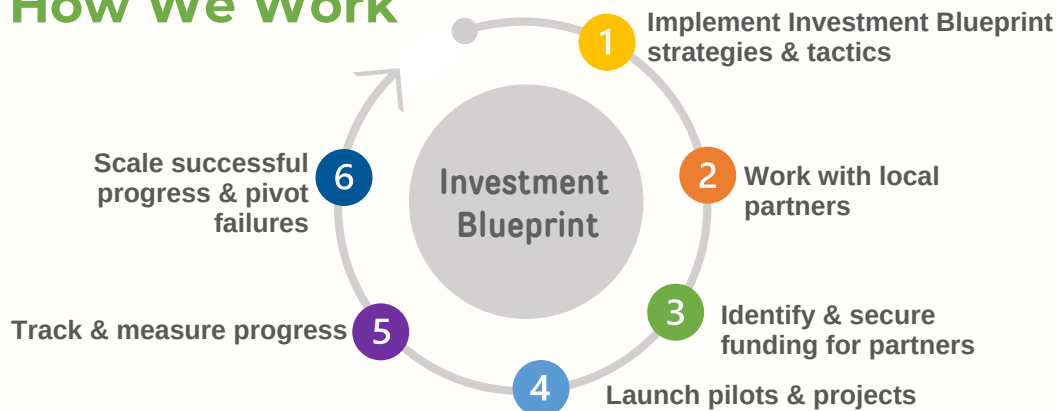 How We Work
1
Implement Investment Blueprint
strategies & tactics
2
Work with local
partners
3
Identify & secure
funding for partners
4
Launch pilots & projects
5
Track & measure progress
6
Scale successful
progress & pivot
failures
Investment
Blueprint